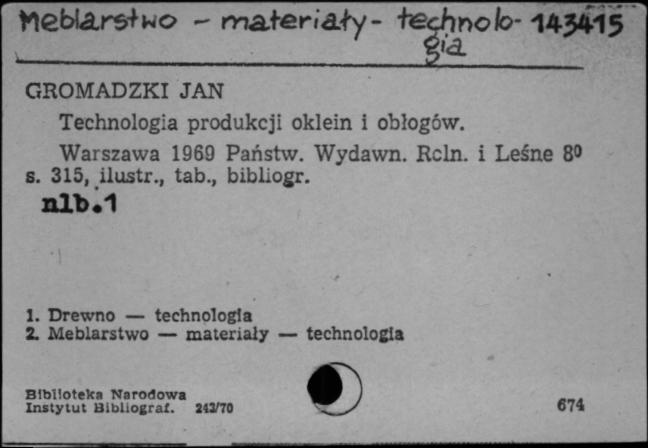 Meblarstwo - materiały - technolo- 143415
gia
GROMADZKI JAN
Technologia produkcji oklein i obłogów.
Warszawa 1969 Państw. Wydawn. Rcln. i Leśne 8º
s. 315, ilustr., tab., bibliogr.
nlb.1
1. Drewno — technologia
2. Meblarstwo — materiały — technologia
Biblioteka Narodowa
Instytut Bibliograf. 243/70
674